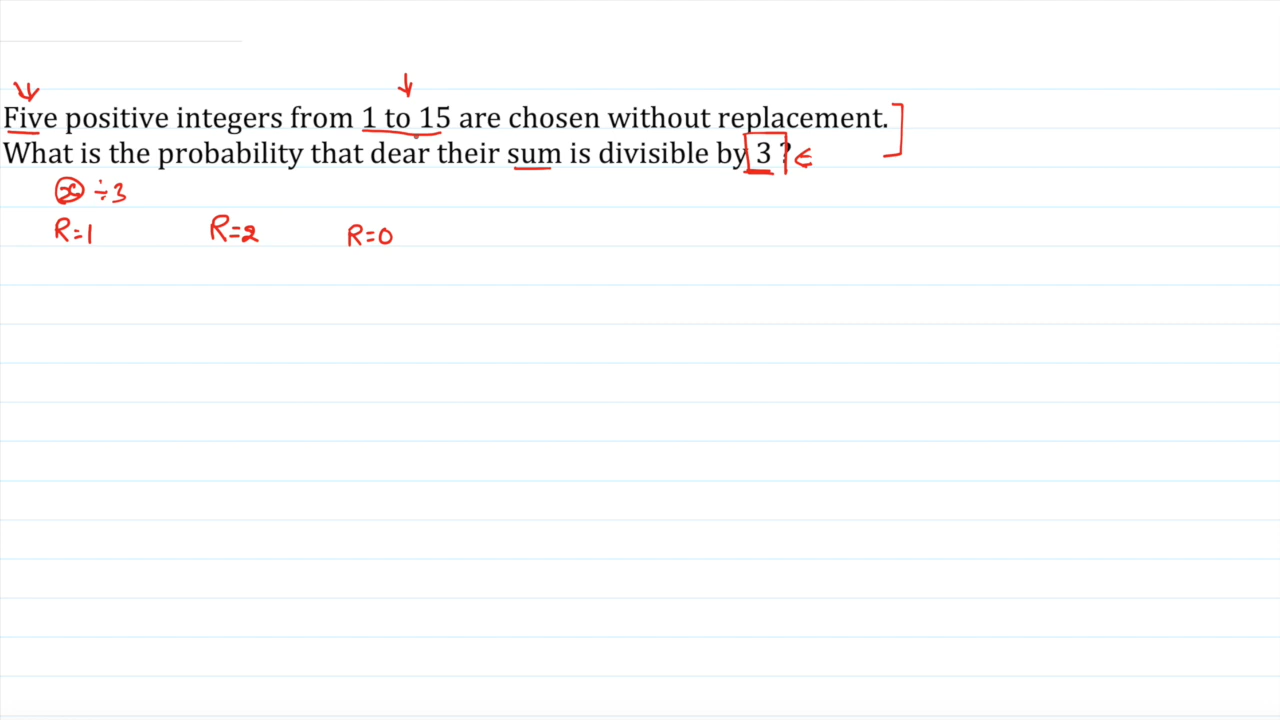 Five positive integers from 1 to 15 are chosen without replacement.
What is the probability that dear their sum is divisible by 3 ?
x ÷ 3
R=1 R=2 R=0